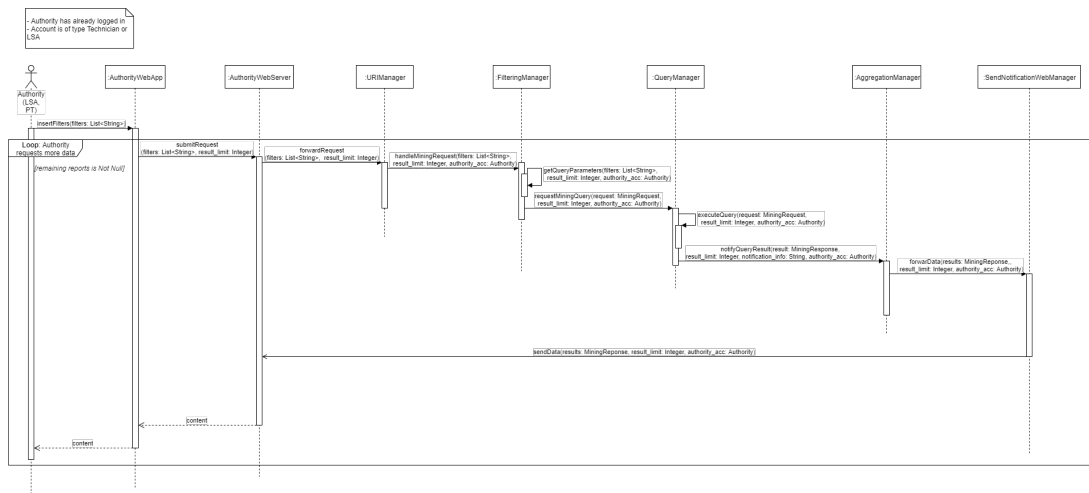 - Authority has already logged in
- Account is of type Technician or
LSA
:AuthorityWebApp
:AuthorityWebServer
:URIManager
:FilteringManager
:QueryManager
:AggregationManager
:SendNotificationWebManager
Authority
(LSA,
PT)
insertFilters(filters: List<String>)
Loop: Authority
requests more data
[remaining reports is Not Null]
submitRequest
(filters: List<String>, result_limit: Integer)
forwardRequest
(filters: List<String>, result_limit: Integer)
handleMiningRequest(filters: List<String>,
result_limit: Integer, authority_acc: Authority)
getQueryParameters(filters: List<String>,
result_limit: Integer, authority_acc: Authority)
requestMiningQuery(request: MiningRequest,
result_limit: Integer, authority_acc: Authority)
executeQuery(request: MiningRequest,
result_limit: Integer, authority_acc: Authority)
notifyQueryResult(result: MiningResponse,
result_limit: Integer, notification_info: String, authority_acc: Authority)
forwarData(results: MiningReponse,,
result_limit: Integer, authority_acc: Authority)
sendData(results: MiningReponse, result_limit: Integer, authority_acc: Authority)
content
content